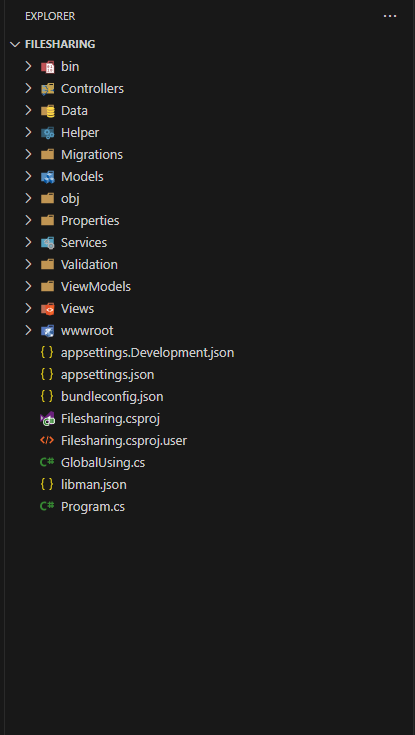 EXPLORER
FILESHARING
bin
Controllers
Data
Helper
Migrations
Models
obj
Properties
Services
Validation
ViewModels
Views
wwwroot
{ } appsettings.Development.json
{ } appsettings.json
{ } bundleconfig.json
Filesharing.csproj
</> Filesharing.csproj.user
C# GlobalUsing.cs
{ } libman.json
C# Program.cs